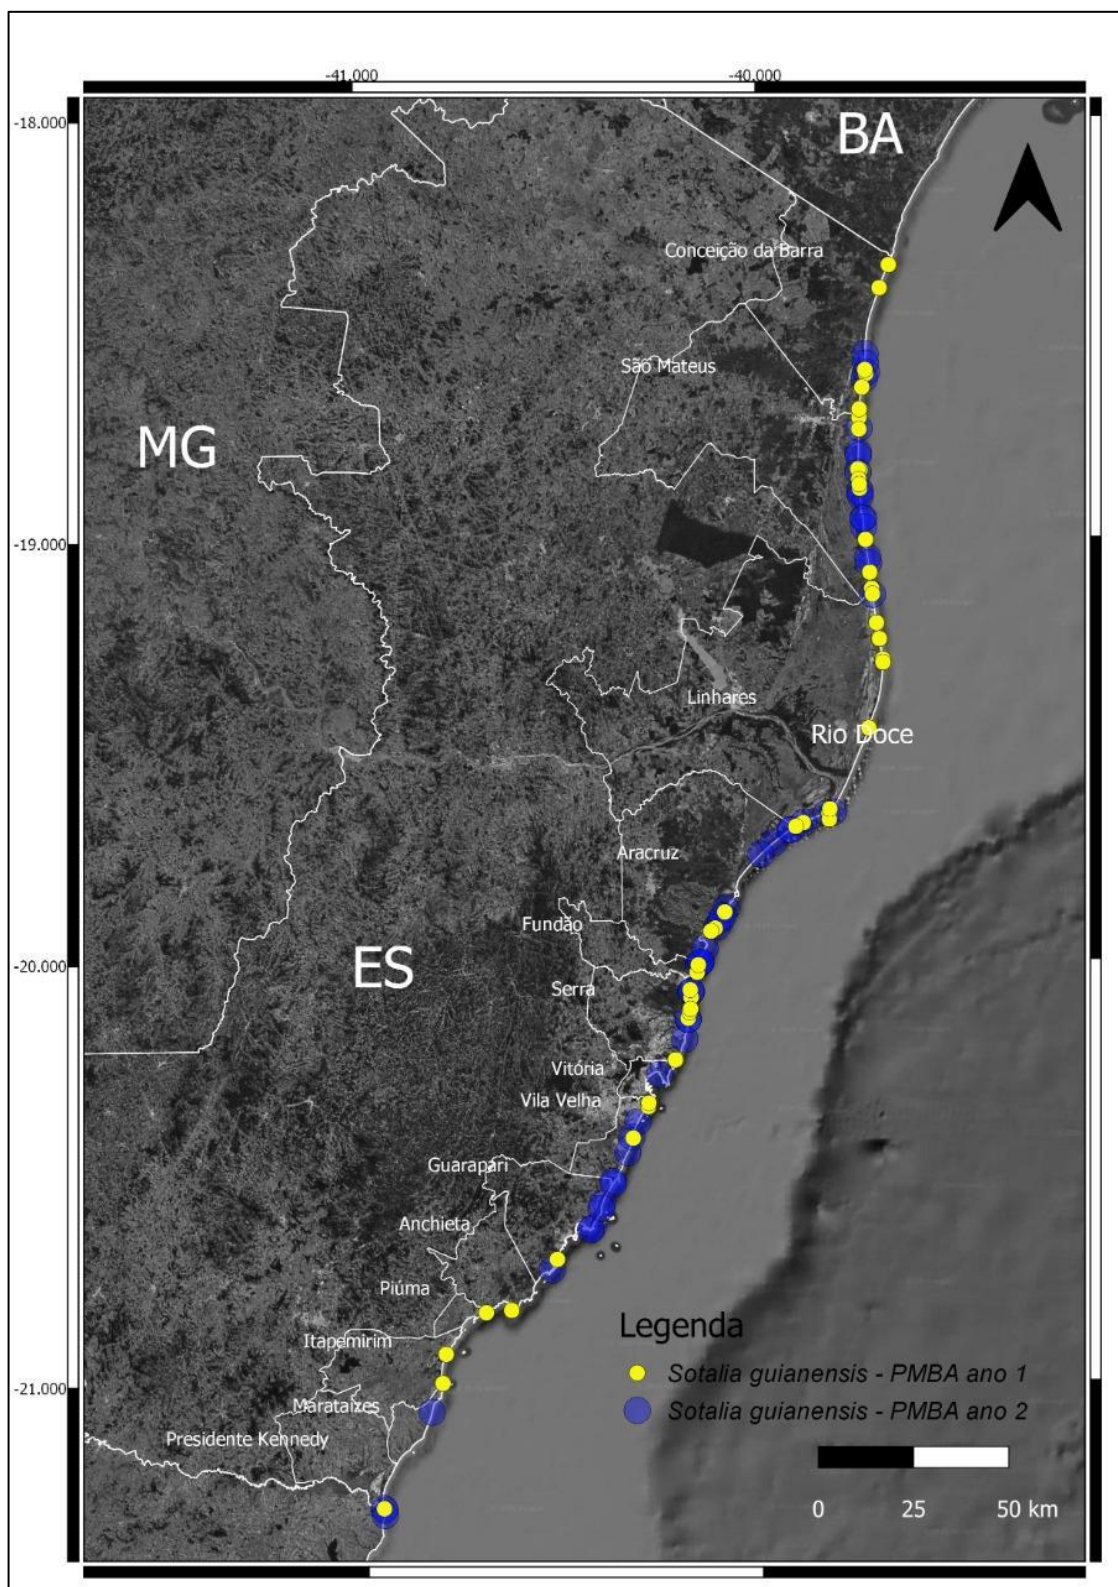 -41.000
-40.000
-18.000
BA
Conceição da Barra
São Mateus
MG
-19.000
Linhares
Rio Doce
Aracruz
Fundão
ES
-20.000
Serra
Vitória
Vila Velha
Guarapari
Anchieta
Piúma
Legenda
Itapemirim
Sotalia guianensis - PMBA ano 1
-21.000
Marataízes
Sotalia guianensis - PMBA ano 2
Presidente Kennedy
0 25 50 km